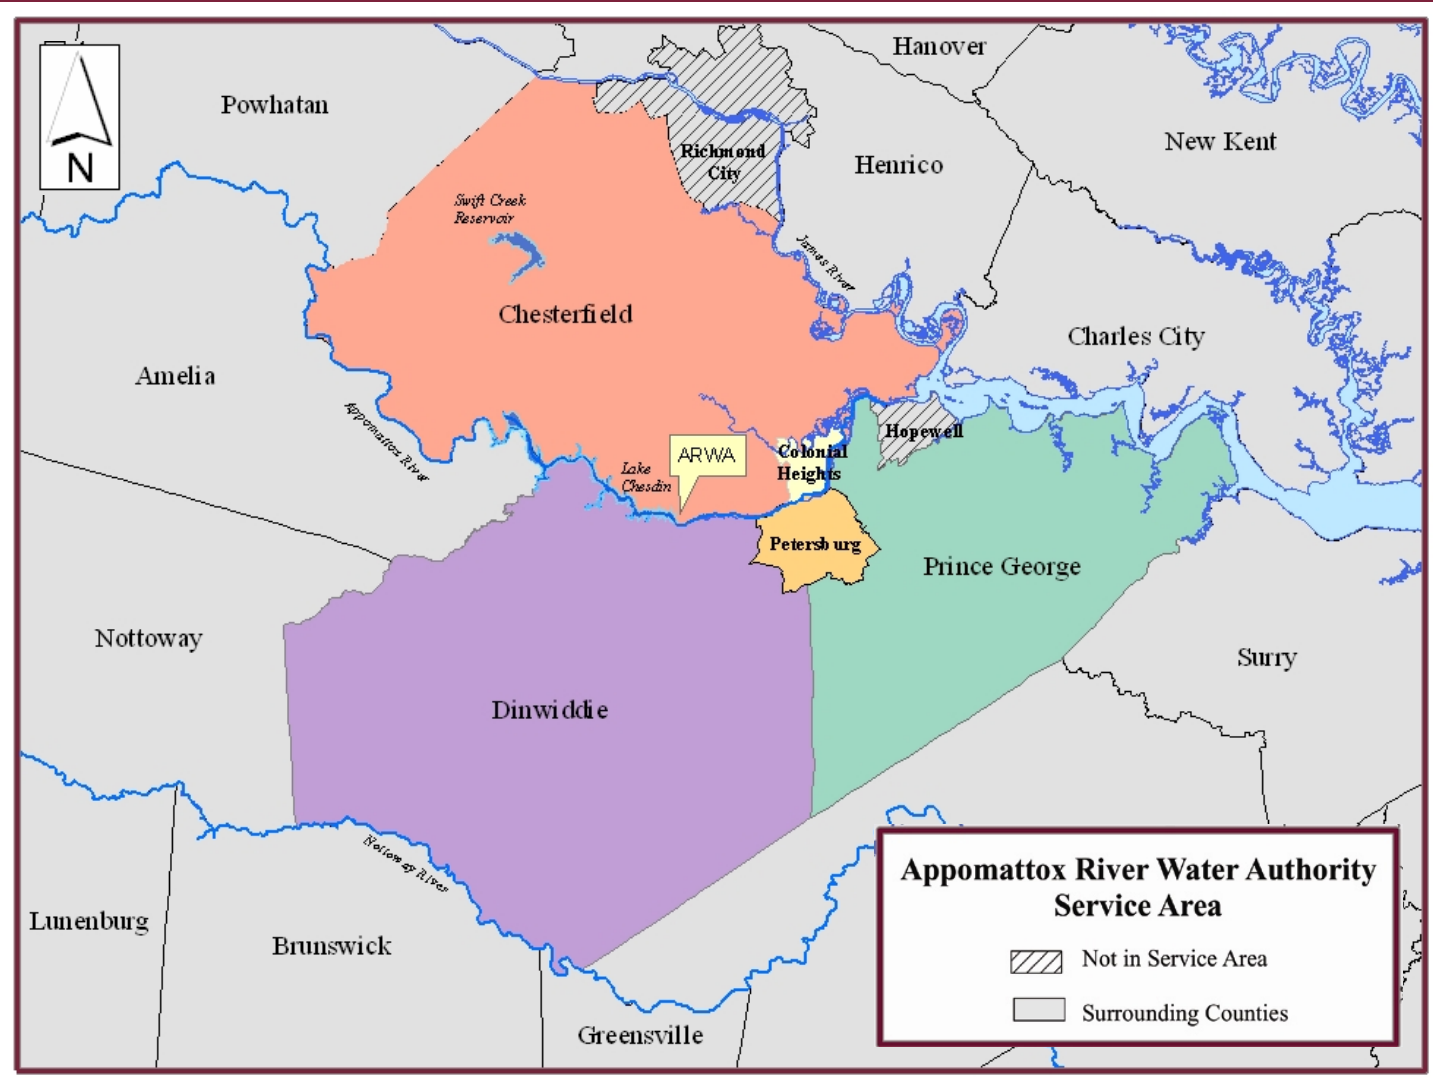 Hanover
Powhatan
New Kent
N
Richmond
City
Henrico
Swift Creek
Reservoir
James River
Chesterfield
Charles City
Amelia
Appomattox River
Hopewell
Colonial
Heights
ARWA
Lake
Chesdin
Petersburg
Prince George
Nottoway
Surry
Dinwiddie
Nottoway River
Lunenburg
Brunswick
Greensville
Appomattox River Water Authority
Service Area
Not in Service Area
Surrounding Counties